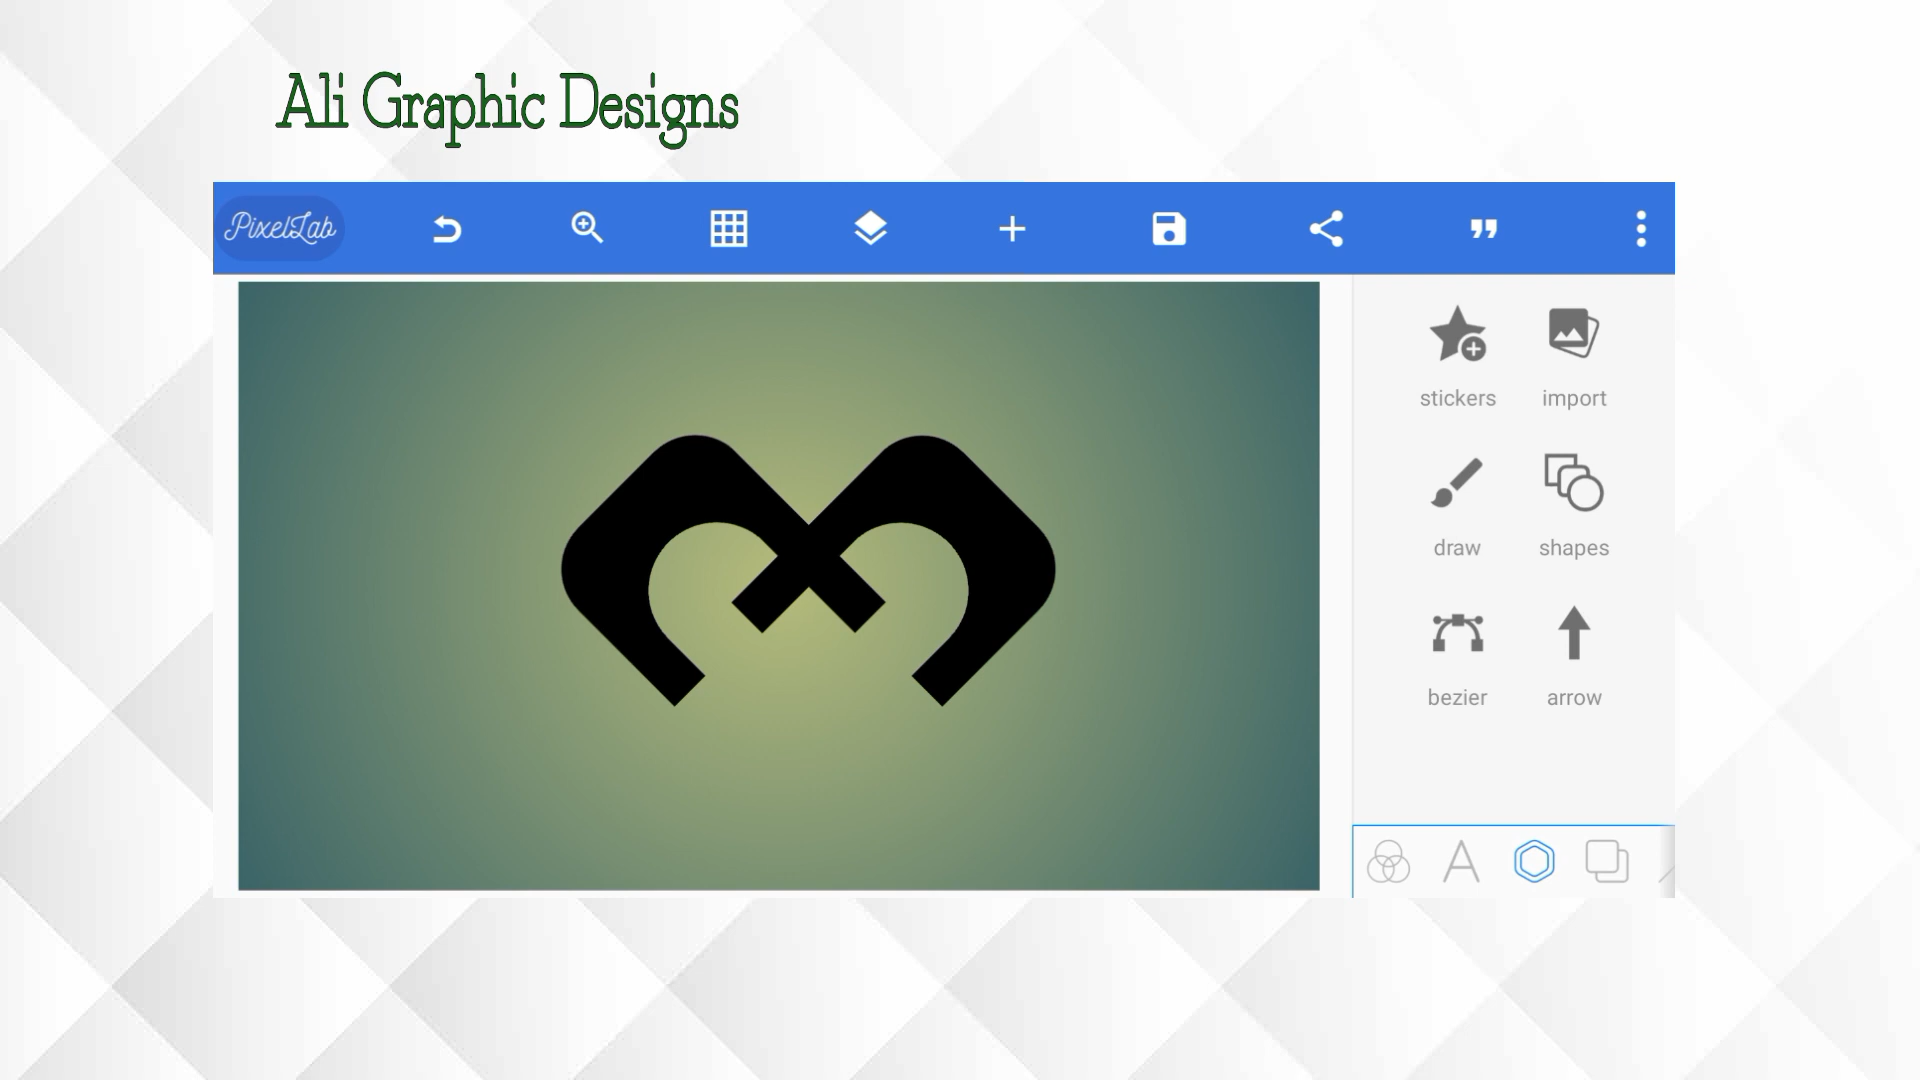 Ali Graphic Designs
PixelLab
stickers import
draw shapes
bezier arrow